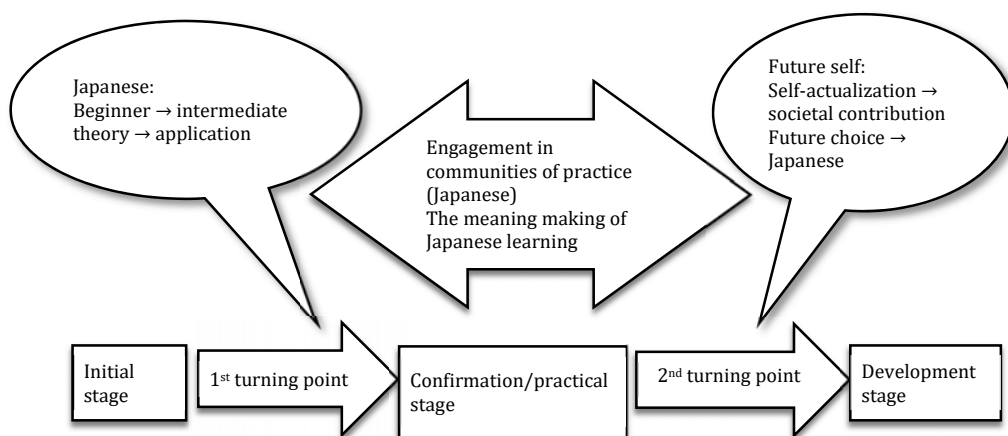 Japanese:
Beginner → intermediate
theory → application
Engagement in
communities of practice
(Japanese)
The meaning making of
Japanese learning
Future self:
Self-actualization →
societal contribution
Future choice →
Japanese
Initial
stage
1st turning point
Confirmation/practical
stage
2nd turning point
Development
stage